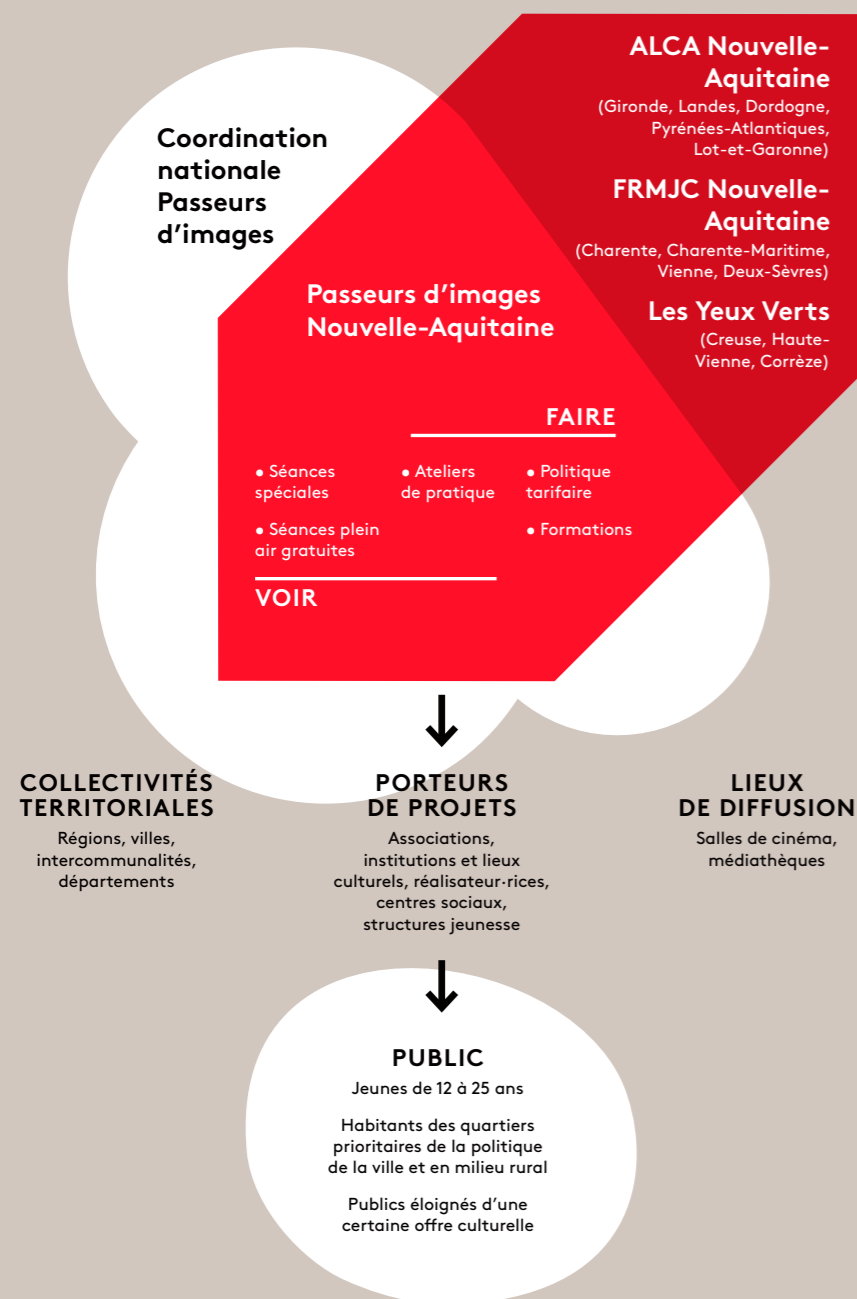 Coordination
nationale
Passeurs
d'images
ALCA Nouvelle-
Aquitaine
(Gironde, Landes, Dordogne,
Pyrénées-Atlantiques,
Lot-et-Garonne)
FRMJC Nouvelle-
Aquitaine
(Charente, Charente-Maritime,
Vienne, Deux-Sèvres)
Les Yeux Verts
(Creuse, Haute-
Vienne, Corrèze)
Passeurs d'images
Nouvelle-Aquitaine
FAIRE
• Séances
spéciales
• Séances plein
air gratuites
• Ateliers
de pratique
• Politique
tarifaire
• Formations
VOIR
COLLECTIVITÉS
TERRITORIALES
Régions, villes,
intercommunalités,
départements
PORTEURS
DE PROJETS
Associations,
institutions et lieux
culturels, réalisateur·rices,
centres sociaux,
structures jeunesse
LIEUX
DE DIFFUSION
Salles de cinéma,
médiathèques
PUBLIC
Jeunes de 12 à 25 ans
Habitants des quartiers
prioritaires de la politique
de la ville et en milieu rural
Publics éloignés d'une
certaine offre culturelle